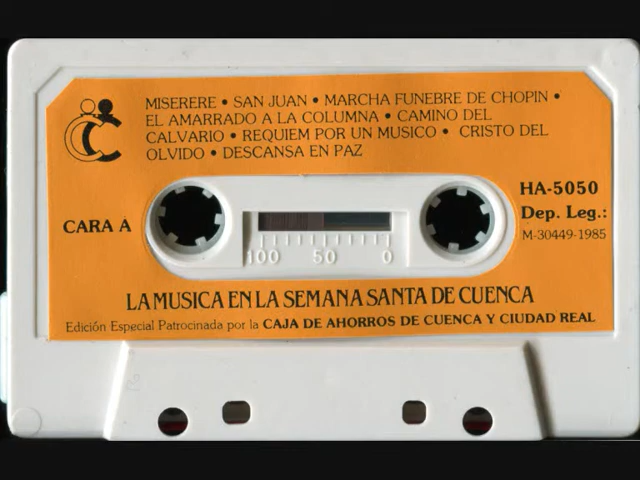 MISERERE • SAN JUAN • MARCHA FUNEBRE DE CHOPIN •
EL AMARRADO A LA COLUMNA • CAMINO DEL
CALVARIO • REQUIEM POR UN MUSICO • CRISTO DEL
OLVIDO • DESCANSA EN PAZ
CARA A
HA-5050
Dep. Leg.:
M-30449-1985
100 50 0
LA MUSICA EN LA SEMANA SANTA DE CUENCA
Edición Especial Patrocinada por la CAJA DE AHORROS DE CUENCA Y CIUDAD REAL